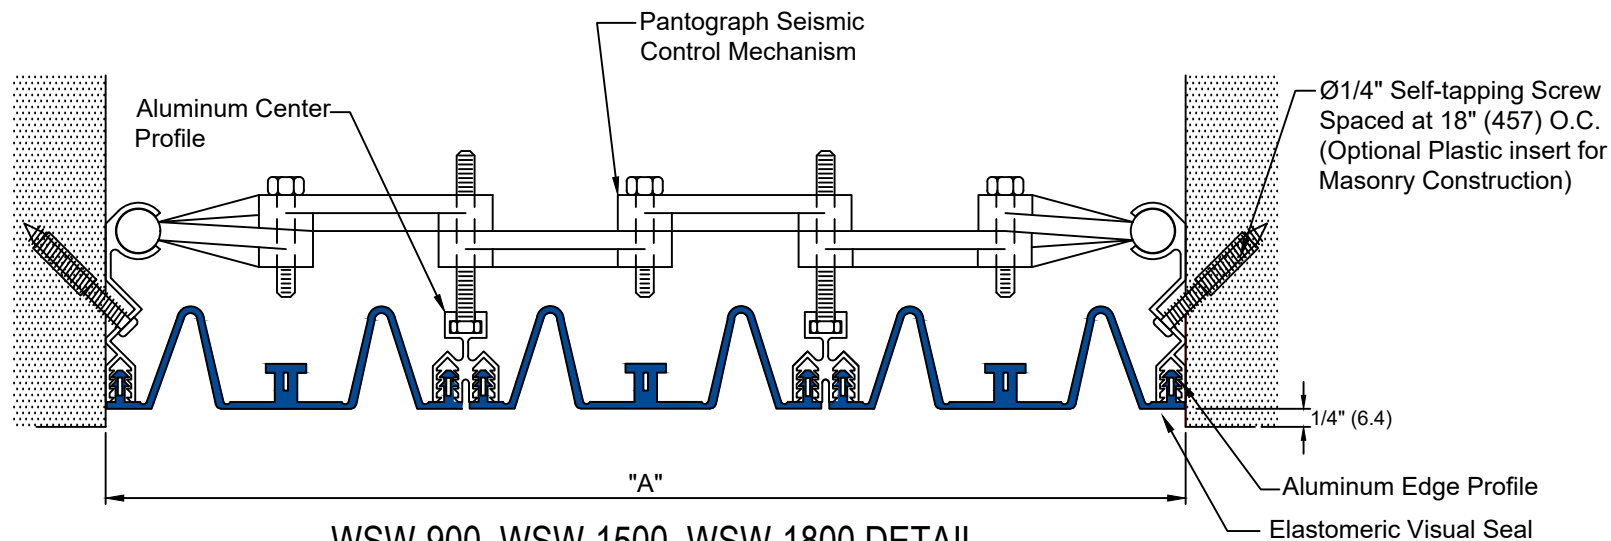 Pantograph Seismic
Control Mechanism
Aluminum Center
Profile
Ø1/4" Self-tapping Screw
Spaced at 18" (457) O.C.
(Optional Plastic insert for
Masonry Construction)
1/4" (6.4)
"A"
Aluminum Edge Profile
Elastomeric Visual Seal
WSW-900, WSW-1500, WSW-1800 DETAIL